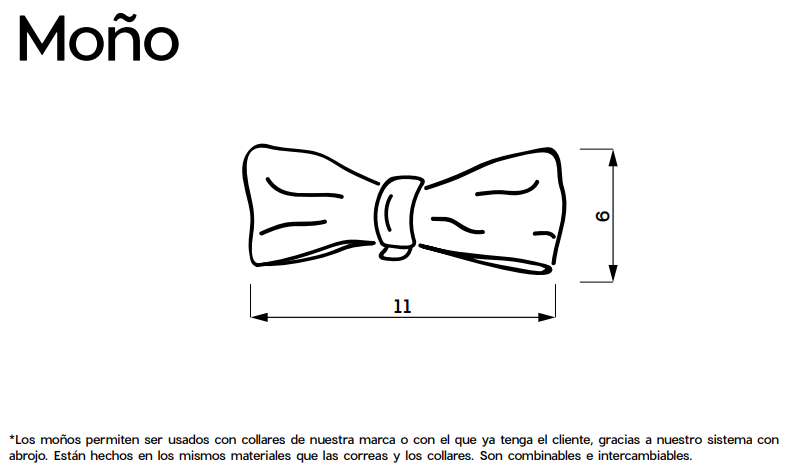 Moño
6
11
*Los moños permiten ser usados con collares de nuestra marca o con el que ya tenga el cliente, gracias a nuestro sistema con
abrojo. Están hechos en los mismos materiales que las correas y los collares. Son combinables e intercambiables.